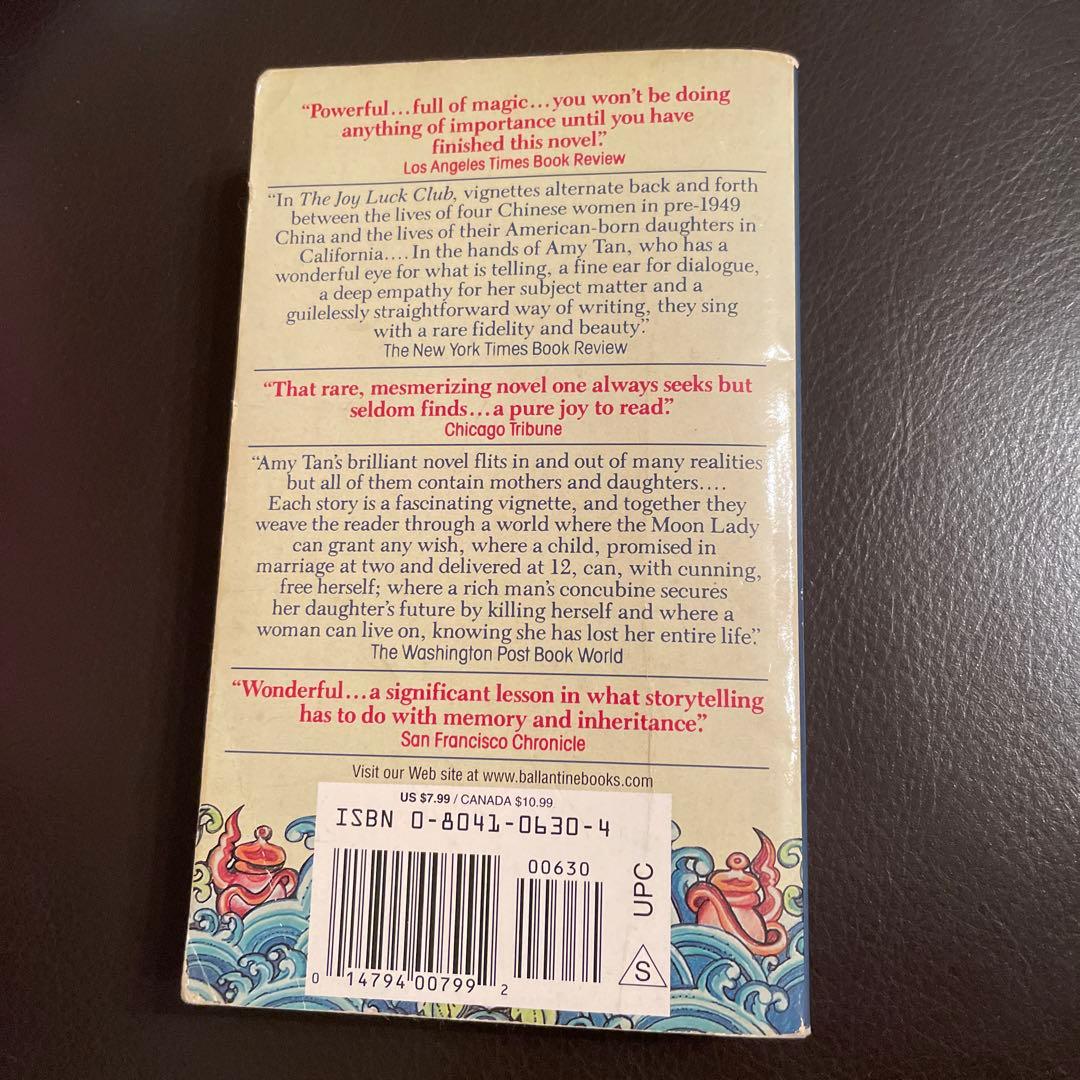 “Powerful...full of magic...you won’t be doing
anything of importance until you have
finished this novel.”
Los Angeles Times Book Review
“In The Joy Luck Club, vignettes alternate back and forth
between the lives of four Chinese women in pre-1949
China and the lives of their American-born daughters in
California.... In the hands of Amy Tan, who has a
wonderful eye for what is telling, a fine ear for dialogue,
a deep empathy for her subject matter and a
guilelessly straightforward way of writing, they sing
with a rare fidelity and beauty.”
The New York Times Book Review
“That rare, mesmerizing novel one always seeks but
seldom finds...a pure joy to read.”
Chicago Tribune
“Amy Tan’s brilliant novel flits in and out of many realities
but all of them contain mothers and daughters....
Each story is a fascinating vignette, and together they
weave the reader through a world where the Moon Lady
can grant any wish, where a child, promised in
marriage at two and delivered at 12, can, with cunning,
free herself; where a rich man’s concubine secures
her daughter’s future by killing herself and where a
woman can live on, knowing she has lost her entire life.”
The Washington Post Book World
“Wonderful...a significant lesson in what storytelling
has to do with memory and inheritance.”
San Francisco Chronicle
Visit our Web site at www.ballantinebooks.com
US $7.99 / CANADA $10.99
ISBN 0-8041-0630-4
00630
UPC
S
0 14794 00799 2